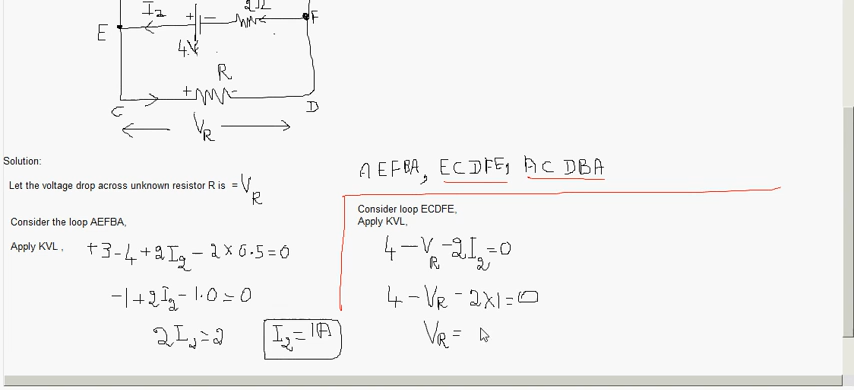 I2 + - 2Ω F
E 4V
R
+ -
C D
VR
Solution:
Let the voltage drop across unknown resistor R is = VR
Consider the loop AEFBA,
Apply KVL , +3-4+2I2-2×0.5=0
-1+2I2-1.0=0
2I2=2 I2=1A
AEFBA, ECDFE, ACDBA
Consider loop ECDFE,
Apply KVL,
4-VR-2I2=0
4-VR-2×1=0
VR=